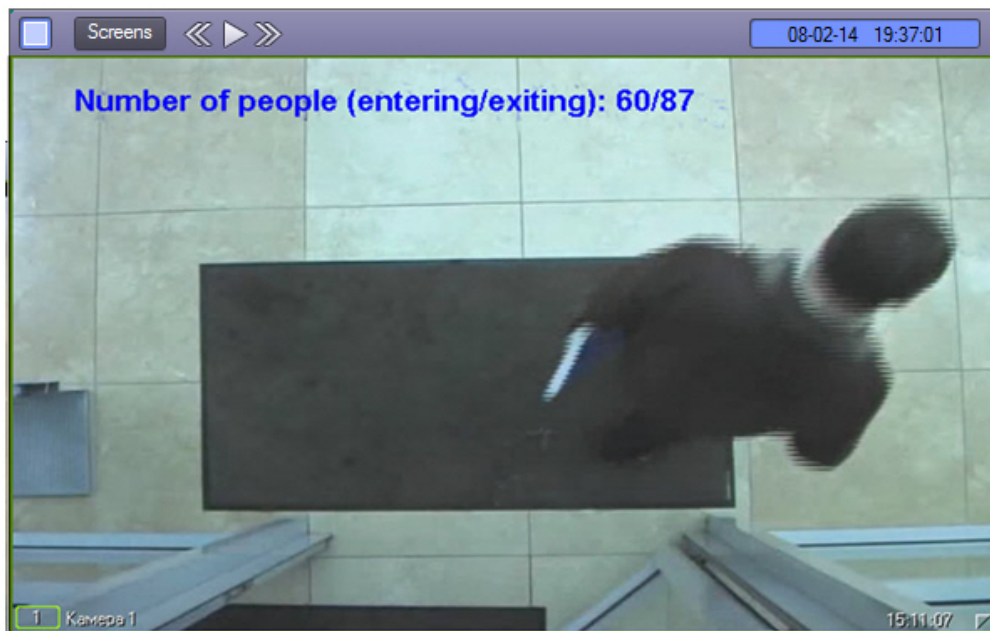 Screens
08-02-14 19:37:01
Number of people (entering/exiting): 60/87
1 Камера 1
15:11:07